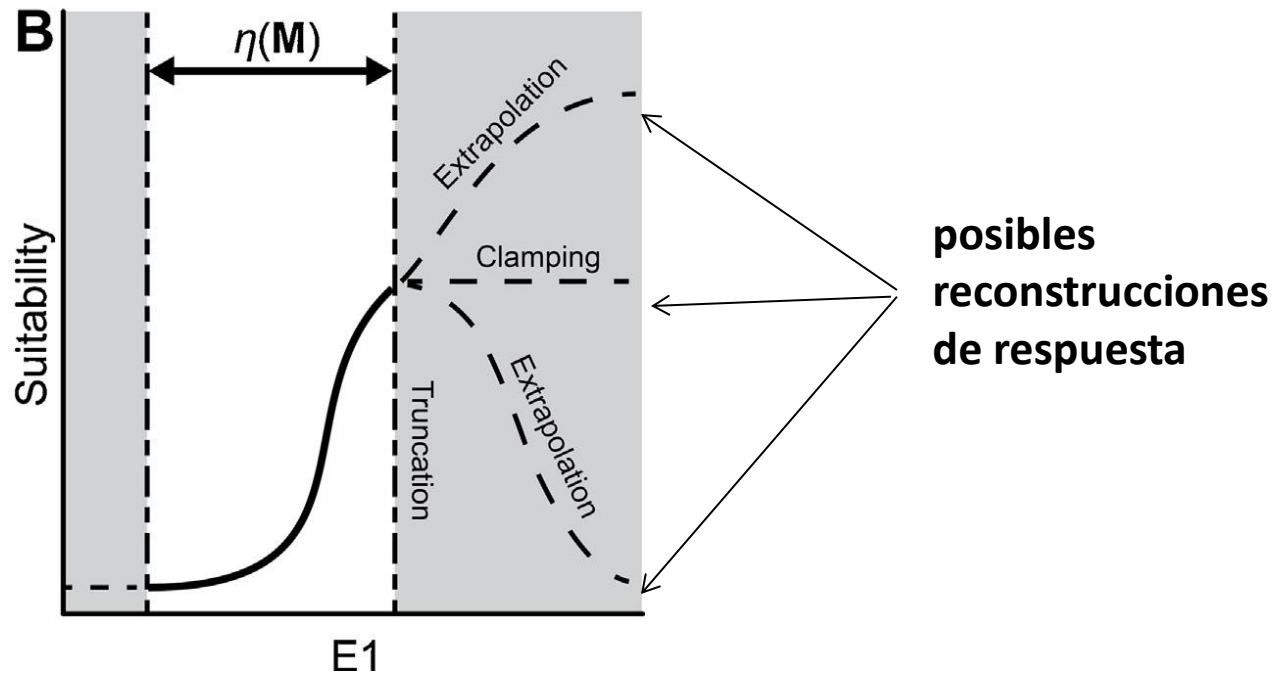 B
η(M)
Extrapolation
Clamping
Extrapolation
Truncation
Suitability
E1
posibles
reconstrucciones
de respuesta